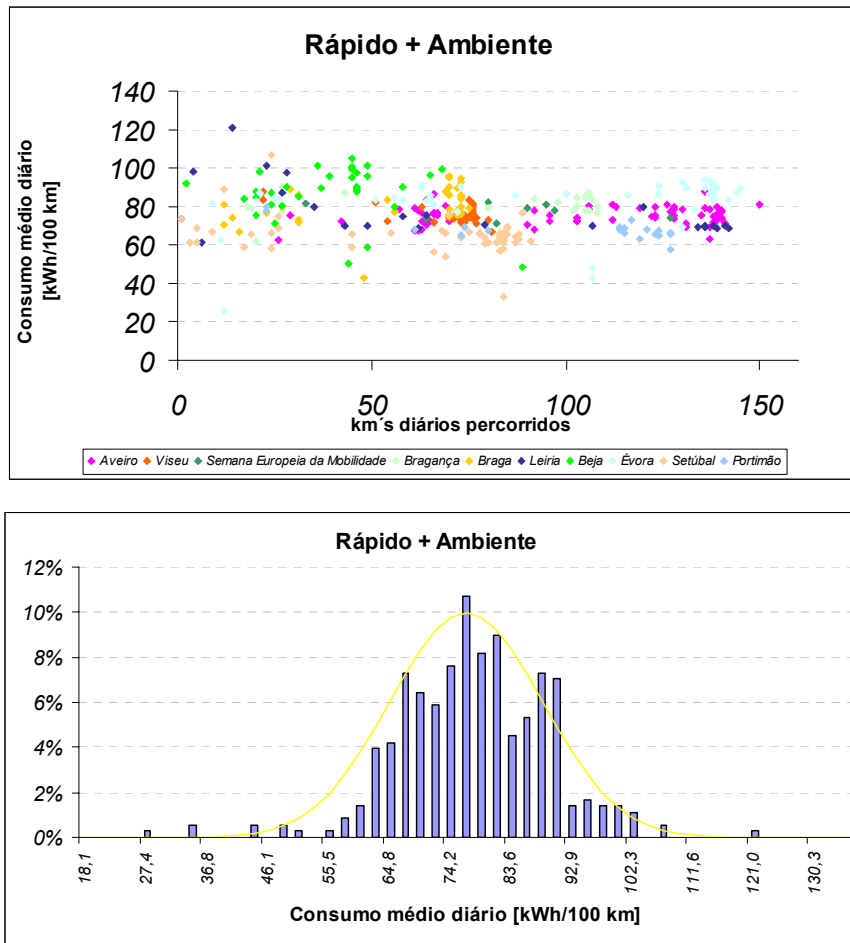 Rápido + Ambiente
Consumo médio diário
[kWh/100 km]
140
120
100
80
60
40
20
0
0 50 100 150
km´s diários percorridos
Aveiro Viseu Semana Europeia da Mobilidade Bragança Braga Leiria Beja Évora Setúbal Portimão
Rápido + Ambiente
12%
10%
8%
6%
4%
2%
0%
18,1 27,4 36,8 46,1 55,5 64,8 74,2 83,6 92,9 102,3 111,6 121,0 130,3
Consumo médio diário [kWh/100 km]